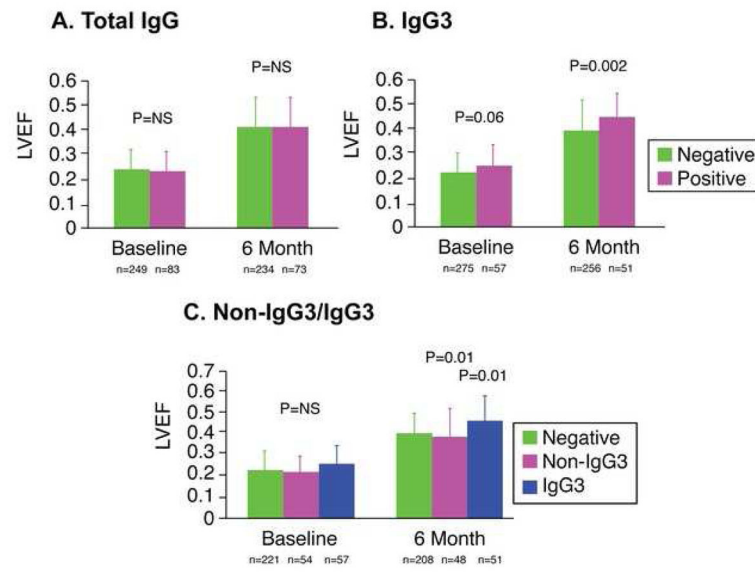 A. Total IgG
P=NS
P=NS
LVEF
0.6
0.5
0.4
0.3
0.2
0.1
0
Baseline
6 Month
n=249 n=83
n=234 n=73
B. IgG3
P=0.002
P=0.06
LVEF
0.6
0.5
0.4
0.3
0.2
0.1
0
Baseline
6 Month
n=275 n=57
n=256 n=51
Negative
Positive
C. Non-IgG3/IgG3
P=0.01
P=0.01
P=NS
LVEF
0.7
0.6
0.5
0.4
0.3
0.2
0.1
0
Baseline
6 Month
n=221 n=54 n=57
n=208 n=48 n=51
Negative
Non-IgG3
IgG3